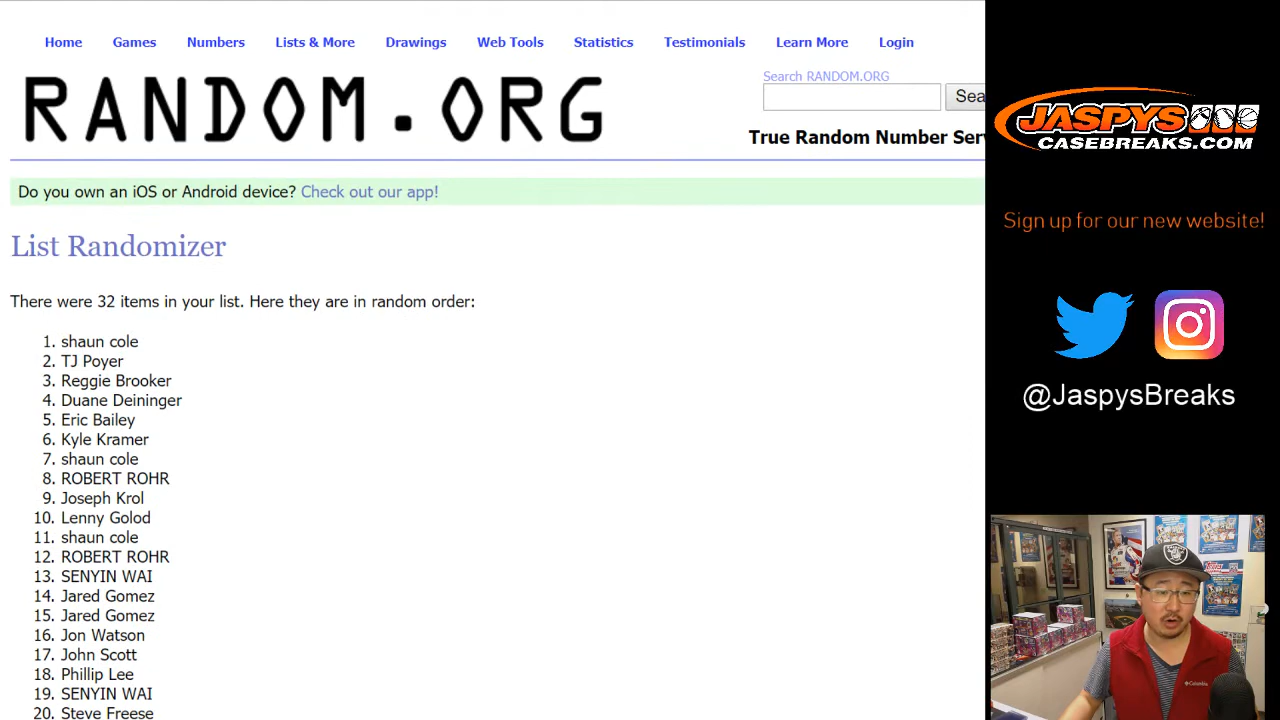 Home Games Numbers Lists & More Drawings Web Tools Statistics Testimonials Learn More Login
RANDOM.ORG
Search RANDOM.ORG
Sea
True Random Number Ser
Do you own an iOS or Android device? Check out our app!
List Randomizer
There were 32 items in your list. Here they are in random order:
1. shaun cole
2. TJ Poyer
3. Reggie Brooker
4. Duane Deininger
5. Eric Bailey
6. Kyle Kramer
7. shaun cole
8. ROBERT ROHR
9. Joseph Krol
10. Lenny Golod
11. shaun cole
12. ROBERT ROHR
13. SENYIN WAI
14. Jared Gomez
15. Jared Gomez
16. Jon Watson
17. John Scott
18. Phillip Lee
19. SENYIN WAI
20. Steve Freese
JASPYS
CASEBREAKS.COM
Sign up for our new website!
@JaspysBreaks
Topps
Columbia